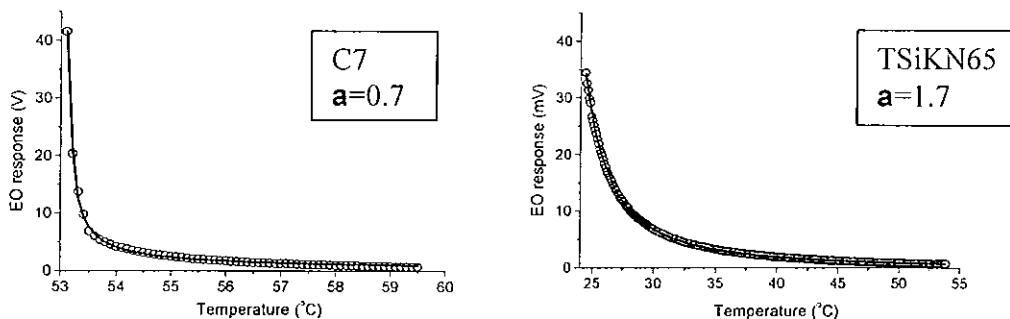 40
30
20
10
0
EO response (V)
53 54 55 56 57 58 59 60
Temperature (°C)
C7
a=0.7
40
30
20
10
0
EO response (mV)
25 30 35 40 45 50 55
Temperature (°C)
TSiKN65
a=1.7